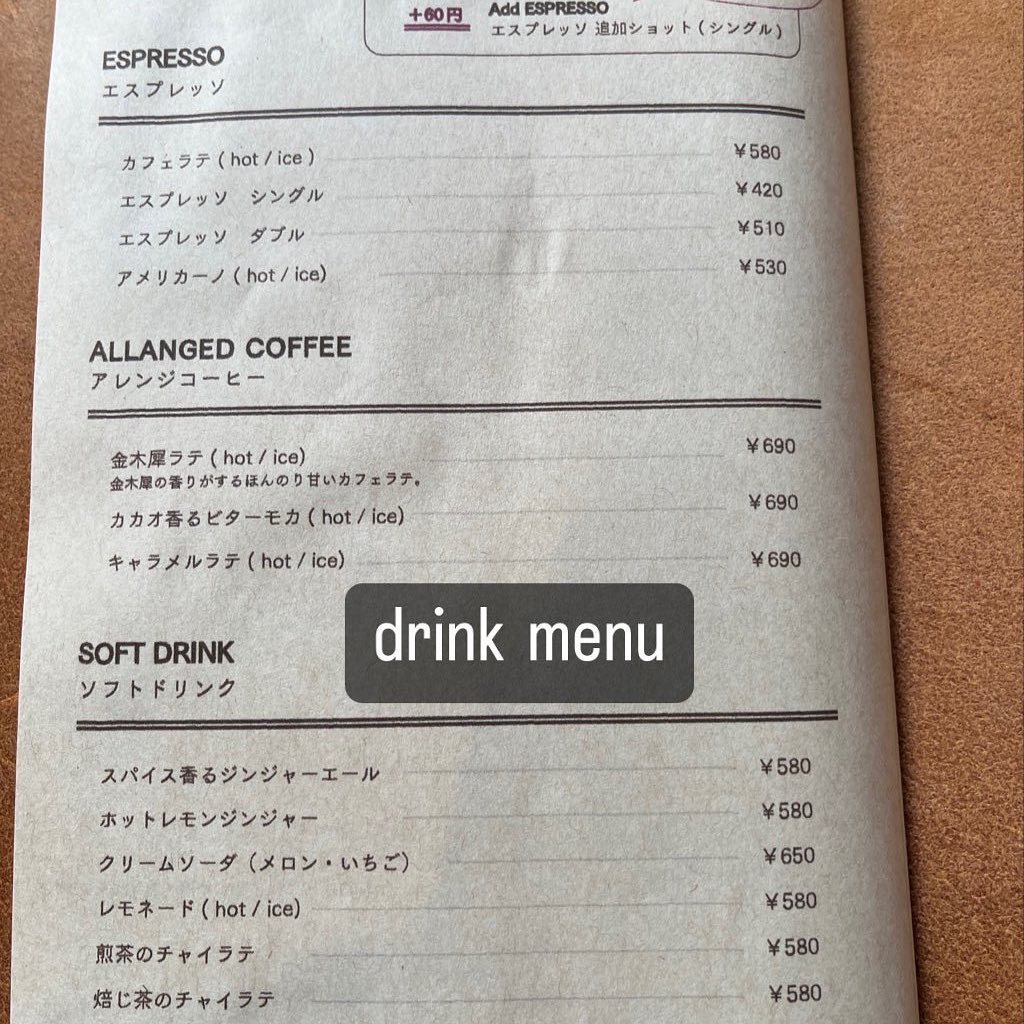 +60円 Add ESPRESSO
エスプレッソ 追加ショット ( シングル )
ESPRESSO
エスプレッソ
カフェラテ ( hot / ice ) ¥580
エスプレッソ　シングル ¥420
エスプレッソ　ダブル ¥510
アメリカーノ ( hot / ice) ¥530
ALLANGED COFFEE
アレンジコーヒー
金木犀ラテ ( hot / ice) ¥690
金木犀の香りがするほんのり甘いカフェラテ。
カカオ香るビターモカ ( hot / ice) ¥690
キャラメルラテ ( hot / ice) ¥690
drink menu
SOFT DRINK
ソフトドリンク
スパイス香るジンジャーエール ¥580
ホットレモンジンジャー ¥580
クリームソーダ（メロン・いちご） ¥650
レモネード ( hot / ice) ¥580
煎茶のチャイラテ ¥580
焙じ茶のチャイラテ ¥580